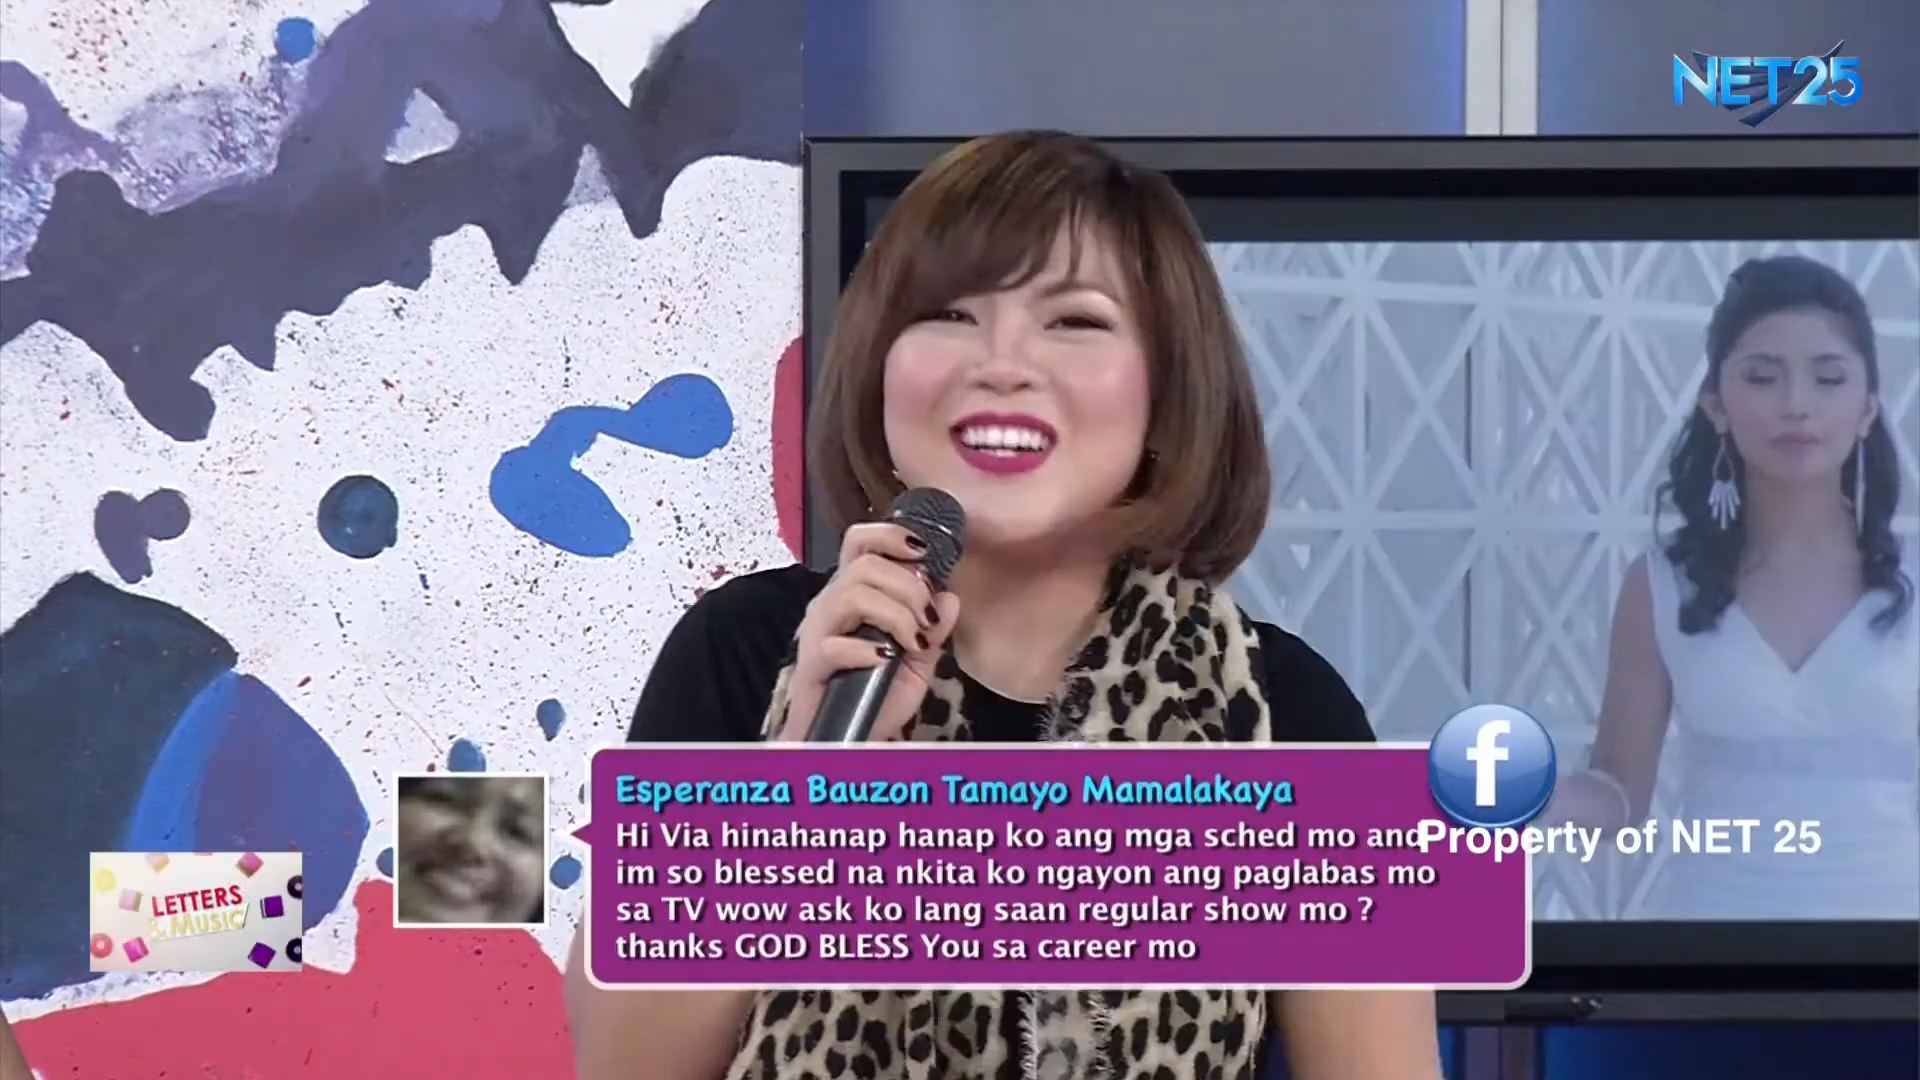 NET25
Esperanza Bauzon Tamayo Mamalakaya
Hi Via hinahanap hanap ko ang mga sched mo and
im so blessed na nkita ko ngayon ang paglabas mo
sa TV wow ask ko lang saan regular show mo ?
thanks GOD BLESS You sa career mo
f
Property of NET 25
LETTERS
& MUSIC